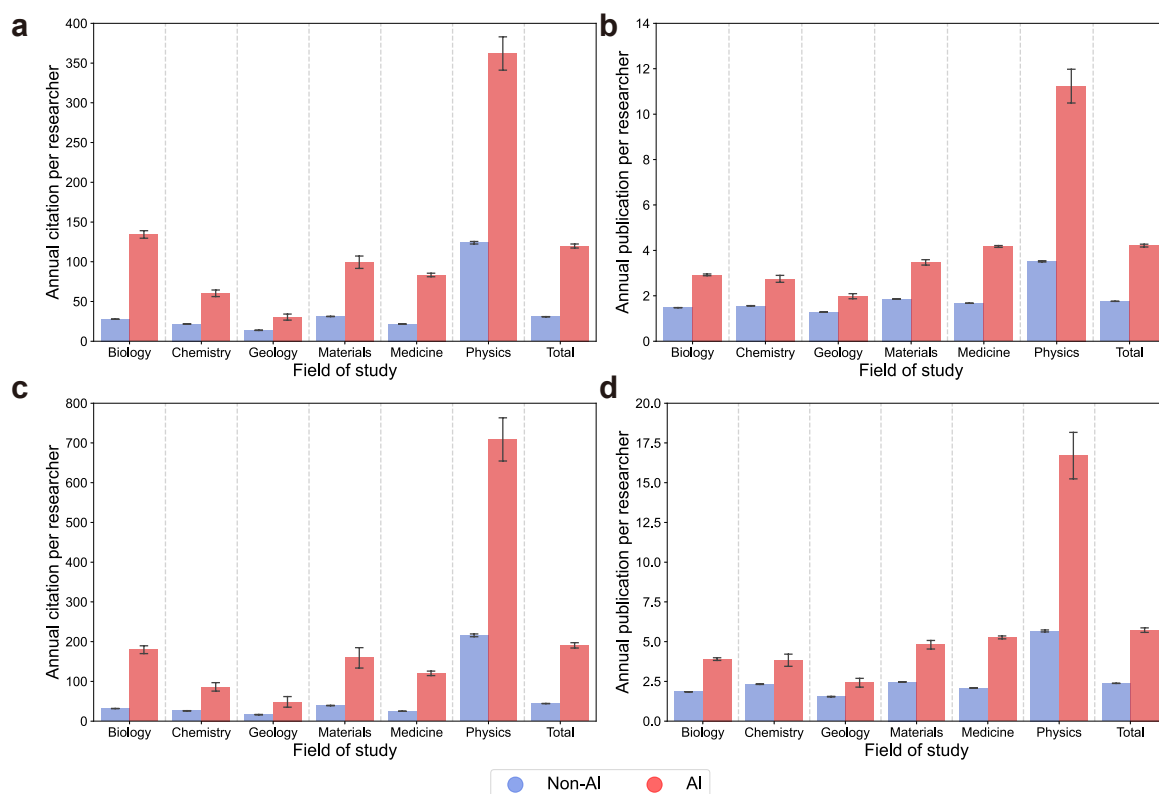 a
Annual citation per researcher
400
350
300
250
200
150
100
50
0
Biology Chemistry Geology Materials Medicine Physics Total
Field of study
b
Annual publication per researcher
14
12
10
8
6
4
2
0
Biology Chemistry Geology Materials Medicine Physics Total
Field of study
c
Annual citation per researcher
800
700
600
500
400
300
200
100
0
Biology Chemistry Geology Materials Medicine Physics Total
Field of study
d
Annual publication per researcher
20.0
17.5
15.0
12.5
10.0
7.5
5.0
2.5
0.0
Biology Chemistry Geology Materials Medicine Physics Total
Field of study
Non-AI AI